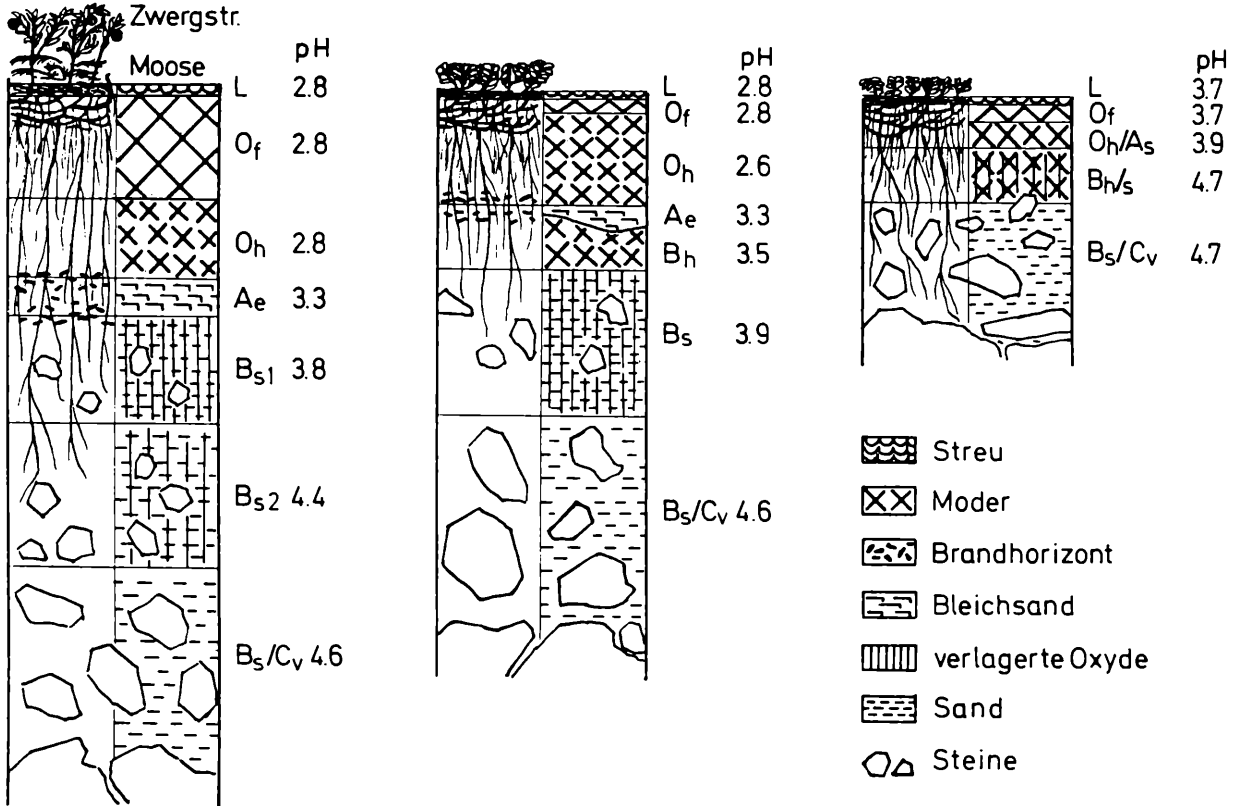 Zwergstr.
Moose
pH
L 2.8
Of 2.8
Oh 2.8
Ae 3.3
Bs1 3.8
Bs2 4.4
Bs/Cv 4.6
pH
L 2.8
Of 2.8
Oh 2.6
Ae 3.3
Bh 3.5
Bs 3.9
Bs/Cv 4.6
pH
L 3.7
Of 3.7
Oh/As 3.9
Bh/s 4.7
Bs/Cv 4.7
Streu
Moder
Brandhorizont
Bleichsand
verlagerte Oxyde
Sand
Steine